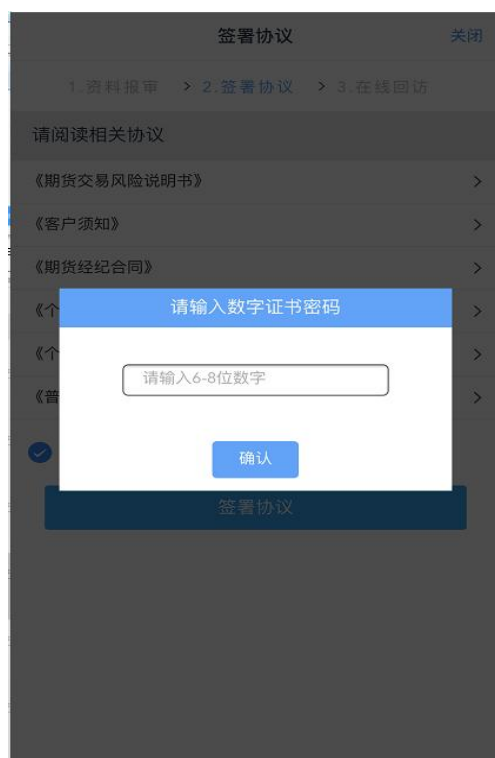 签署协议 关闭
1.资料报审 > 2.签署协议 > 3.在线回访
请阅读相关协议
《期货交易风险说明书》
《客户须知》
《期货经纪合同》
《个
《个
《普
请输入数字证书密码
请输入6-8位数字
确认
签署协议